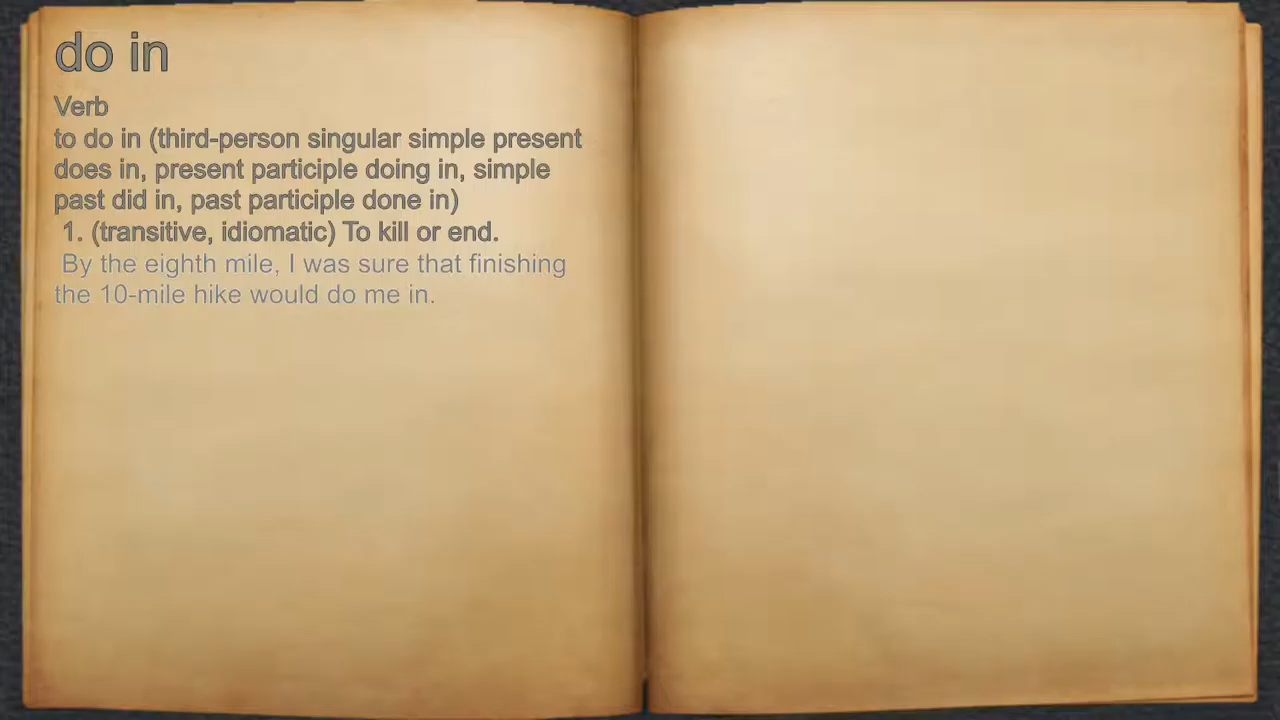 do in
Verb
to do in (third-person singular simple present
does in, present participle doing in, simple
past did in, past participle done in)
1. (transitive, idiomatic) To kill or end.
By the eighth mile, I was sure that finishing
the 10-mile hike would do me in.